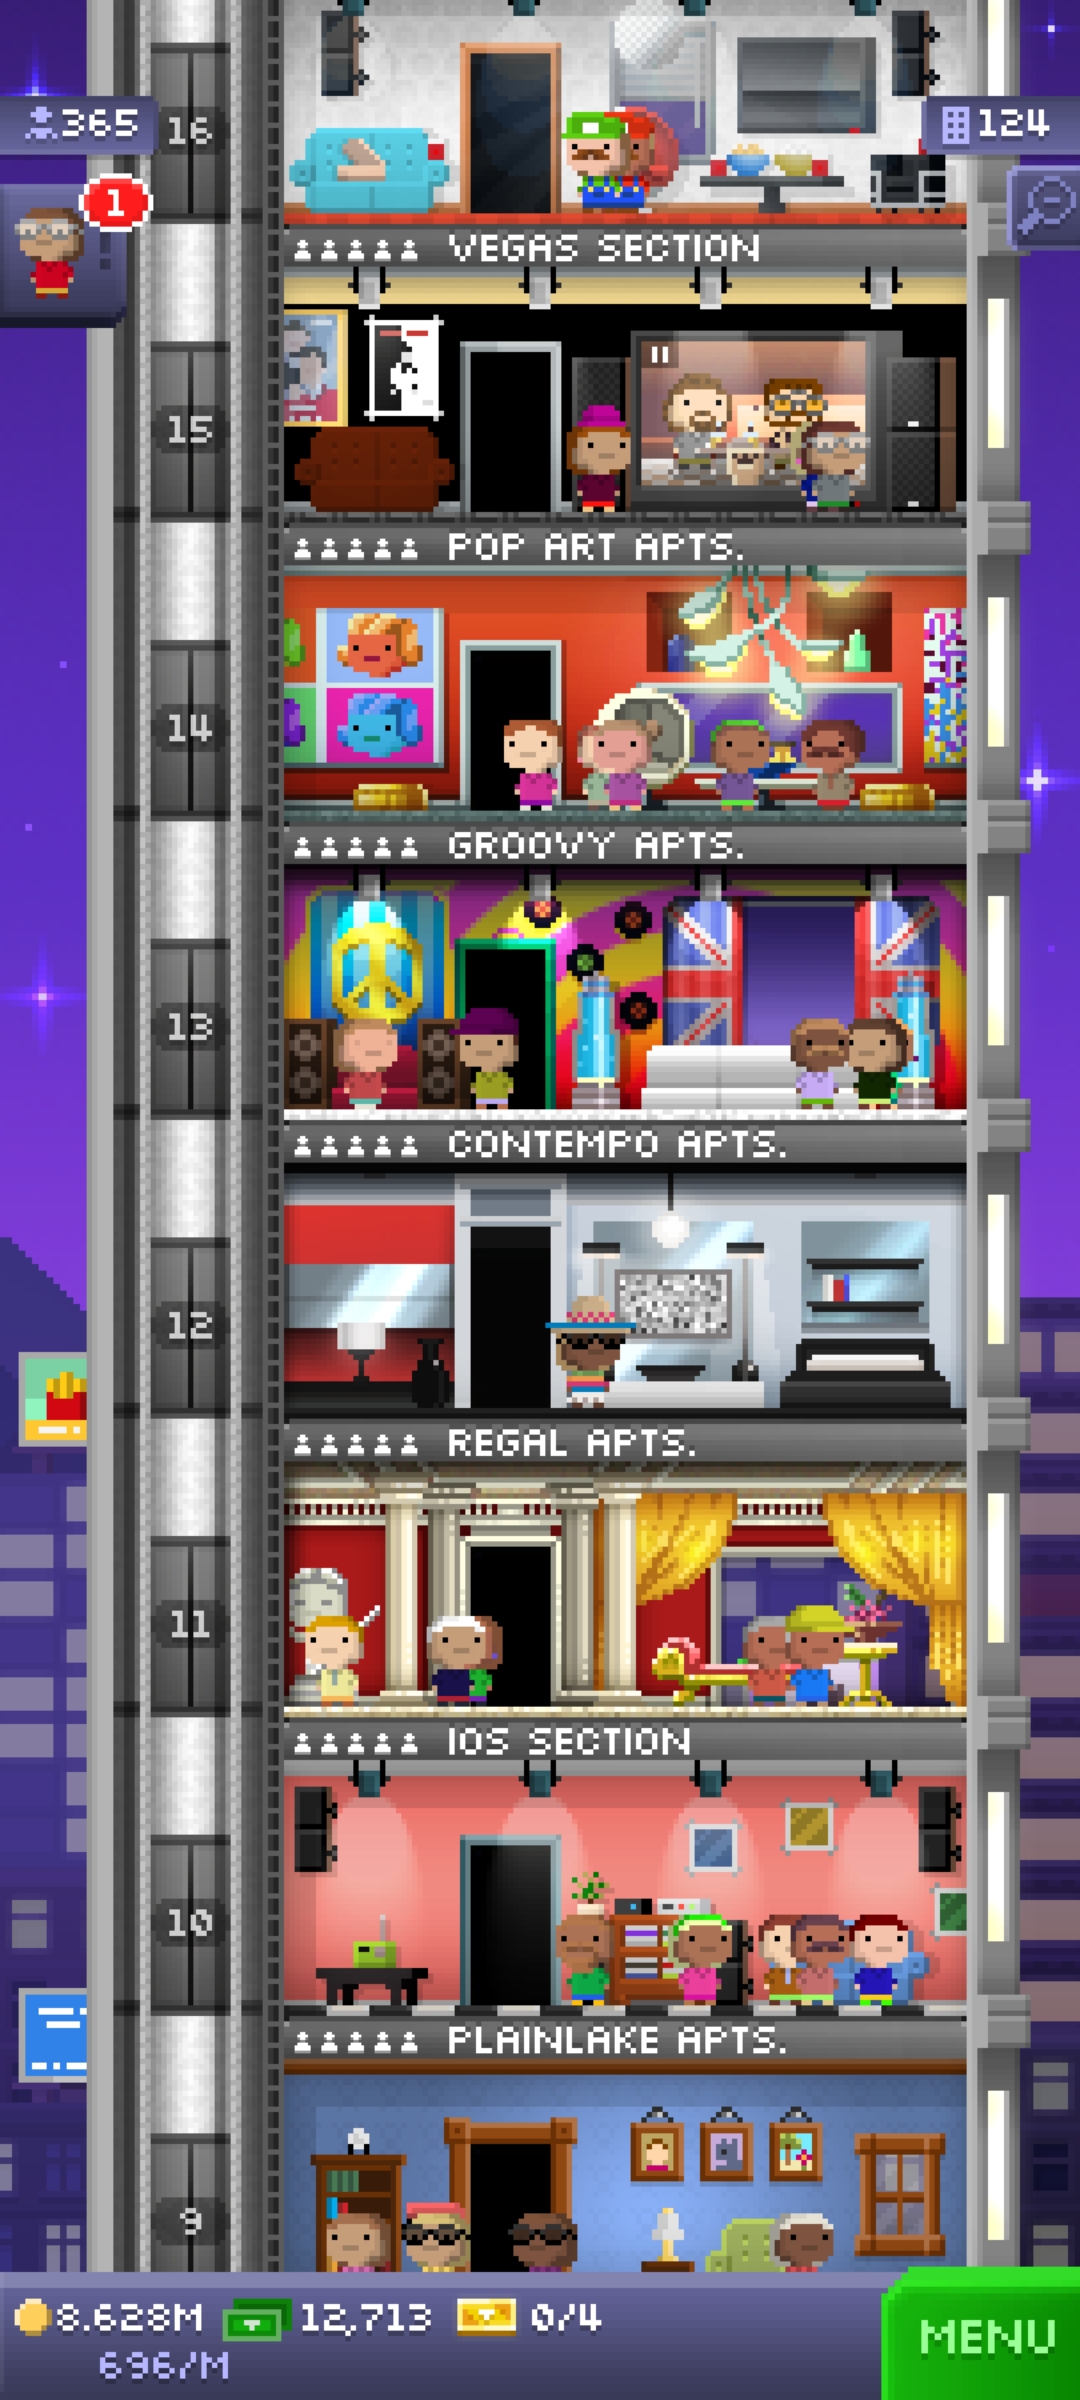 365
16
124
1
VEGAS SECTION
15
POP ART APTS.
14
GROOVY APTS.
13
CONTEMPO APTS.
12
REGAL APTS.
11
IOS SECTION
10
PLAINLAKE APTS.
9
8.628M 12,713 0/4
696/M
MENU